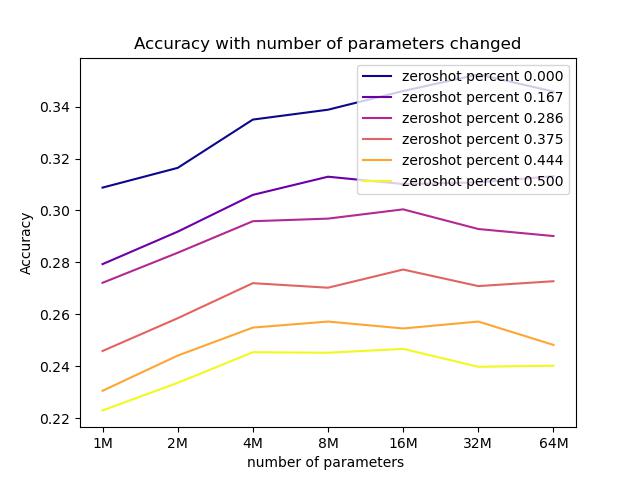 Accuracy with number of parameters changed
zeroshot percent 0.000
zeroshot percent 0.167
zeroshot percent 0.286
zeroshot percent 0.375
zeroshot percent 0.444
zeroshot percent 0.500
Accuracy
0.34
0.32
0.30
0.28
0.26
0.24
0.22
1M 2M 4M 8M 16M 32M 64M
number of parameters